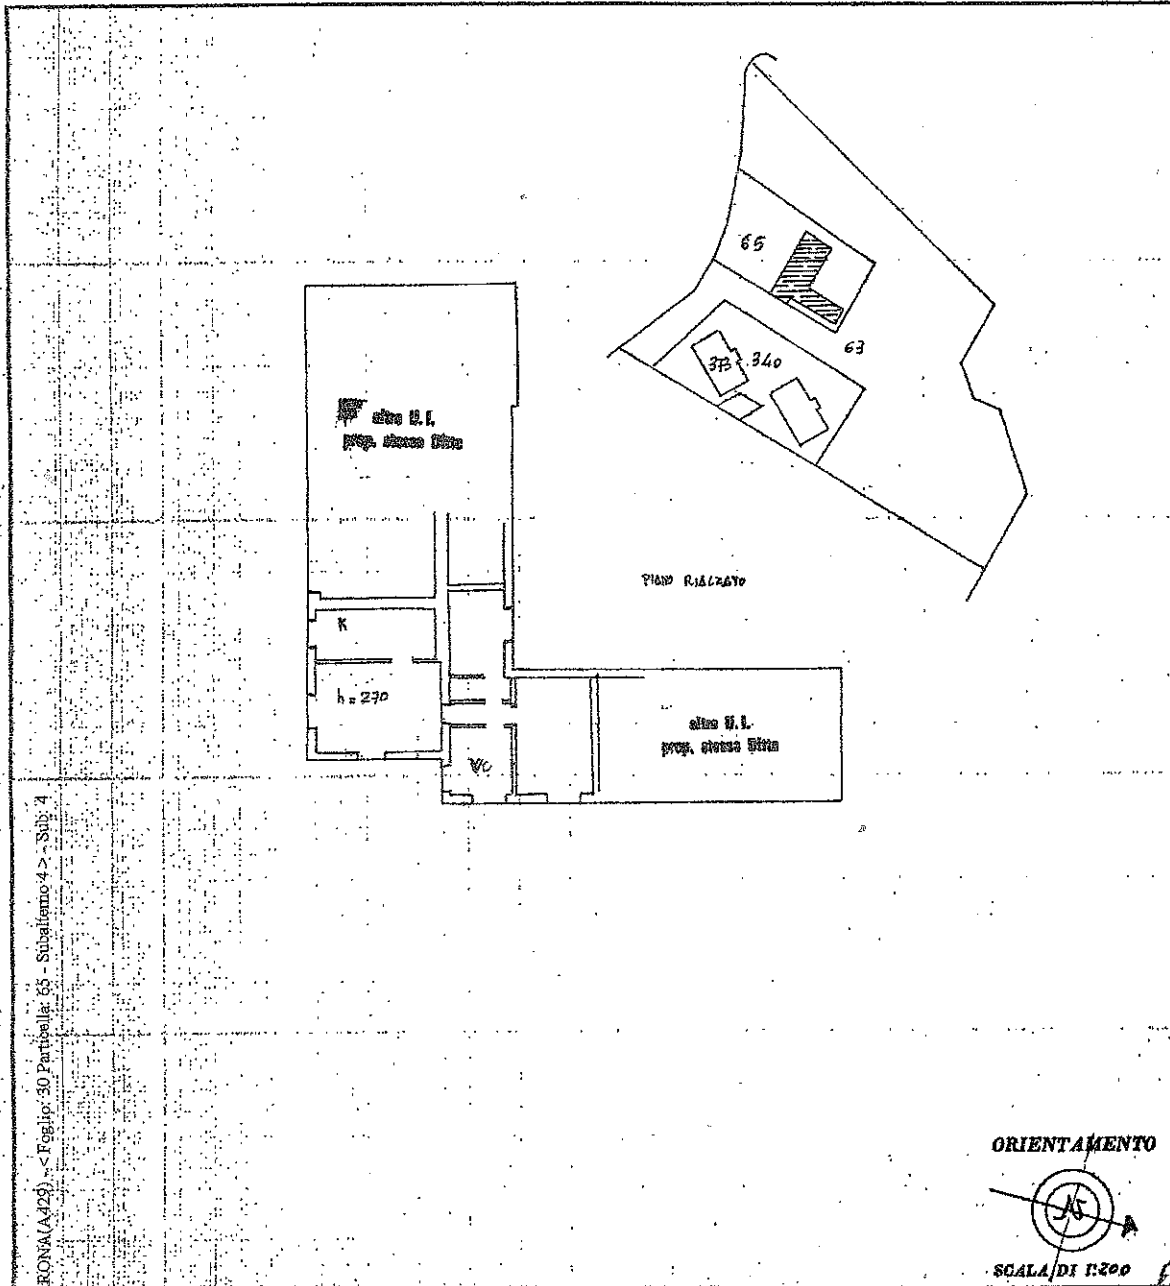 65
63
373
340
altra U.I.
prop. stessa Ditta
PIANO RIALZATO
K
h = 270
WC
altra U.I.
prop. stessa Ditta
RONA(A429) - < Foglio: 30 Particella: 65 - Subalterno 4 > - Sub. 4
ORIENTAMENTO
N
SCALA DI 1:200